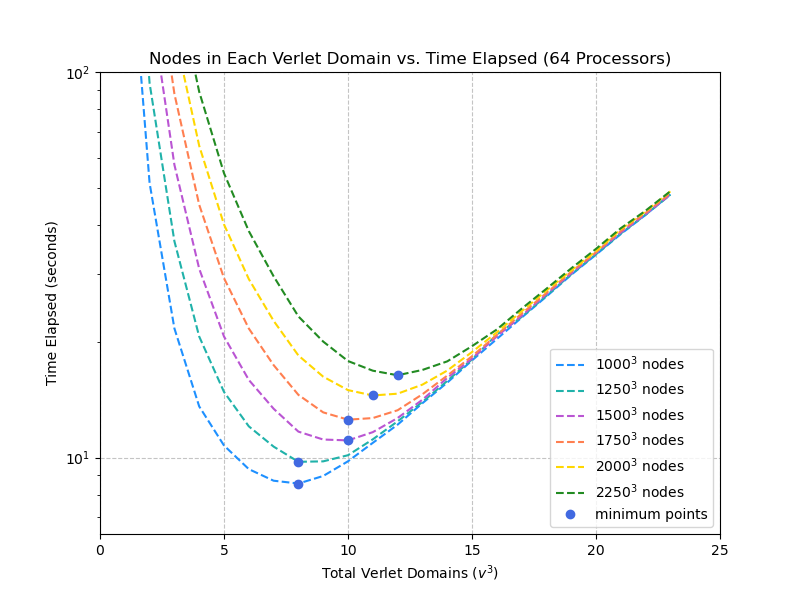 Nodes in Each Verlet Domain vs. Time Elapsed (64 Processors)
Time Elapsed (seconds)
10²
10¹
0 5 10 15 20 25
Total Verlet Domains (v³)
1000³ nodes
1250³ nodes
1500³ nodes
1750³ nodes
2000³ nodes
2250³ nodes
minimum points